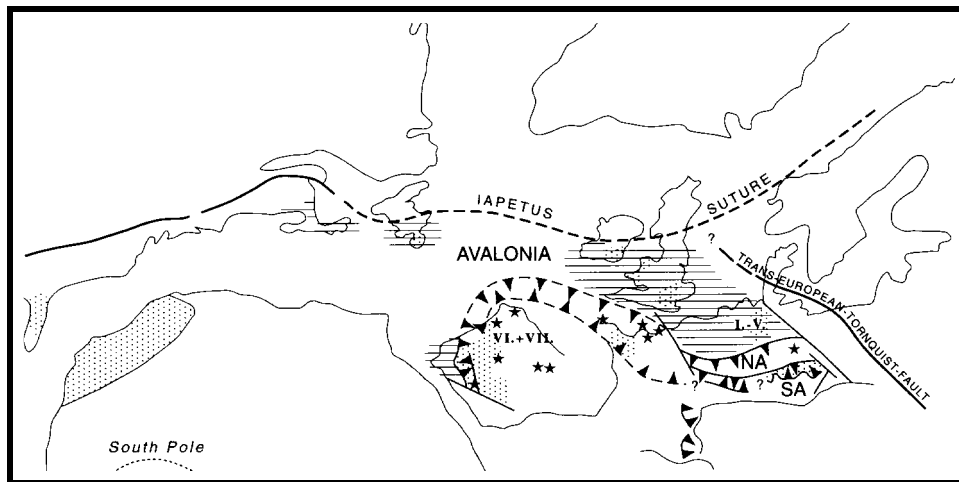 IAPETUS
SUTURE
?
AVALONIA
TRANS-EUROPEAN-TORNQUIST-FAULT
VI.+VII.
I.-V.
NA
?
?
SA
South Pole